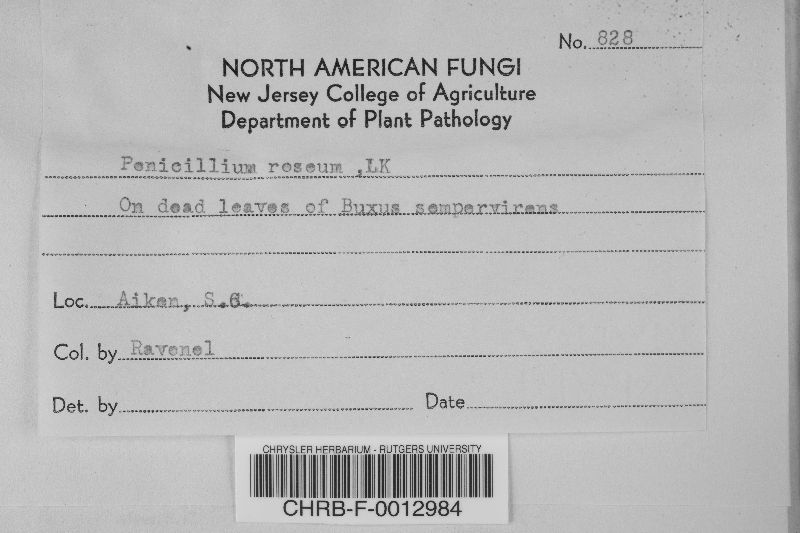 No. 828
NORTH AMERICAN FUNGI
New Jersey College of Agriculture
Department of Plant Pathology
Penicillium roseum ,LK
On dead leaves of Buxus sempervirens
Loc. Aiken, S.C.
Col. by Ravenel
Det. by
Date
CHRYSLER HERBARIUM - RUTGERS UNIVERSITY
CHRB-F-0012984